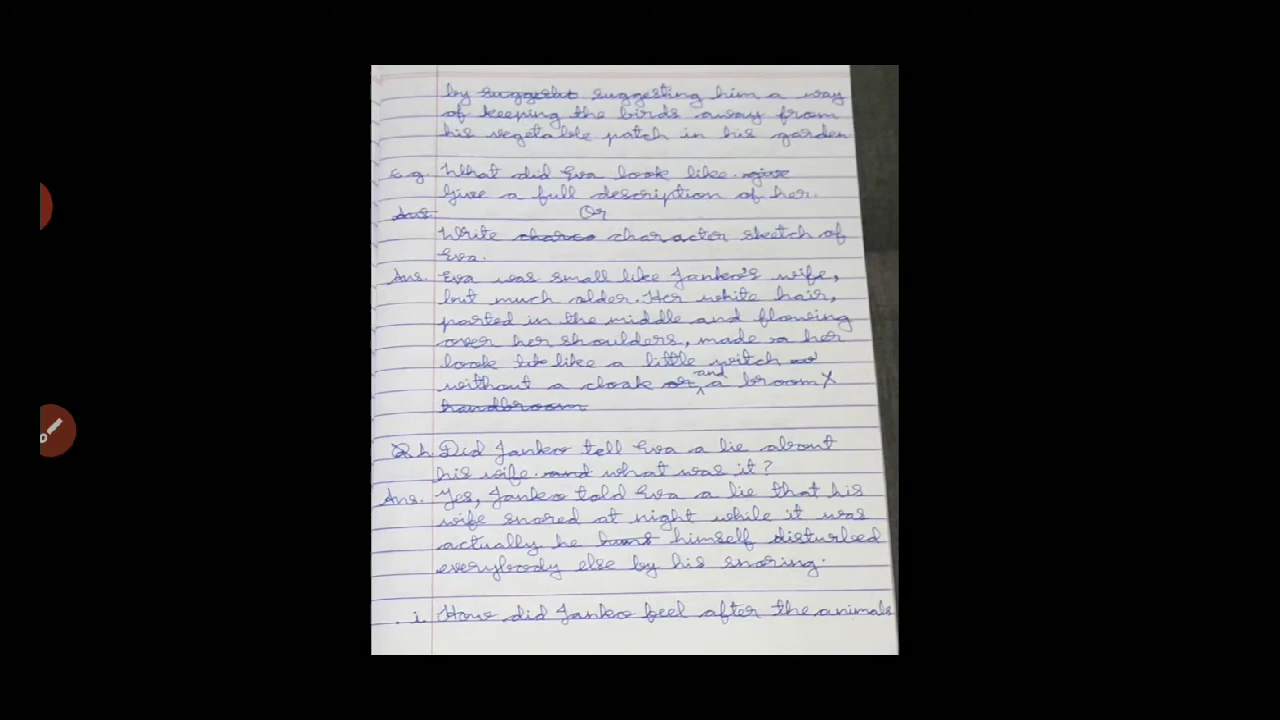 by suggesting him a way
of keeping the birds away from
his vegetable patch in his garden
g. What did Eva look like.
Give a full description of her.
Or
Write character sketch of
Eva.
Ans. Eva was small like Janko's wife,
but much older. Her white hair,
parted in the middle and flowing
over her shoulders, made her
look like a little witch
without a cloak and a broom
Q h. Did Janko tell Eva a lie about
his wife. what was it?
Ans. Yes, Janko told Eva a lie that his
wife snored at night while it was
actually he himself disturbed
everybody else by his snoring.
i. How did Janko feel after the animals